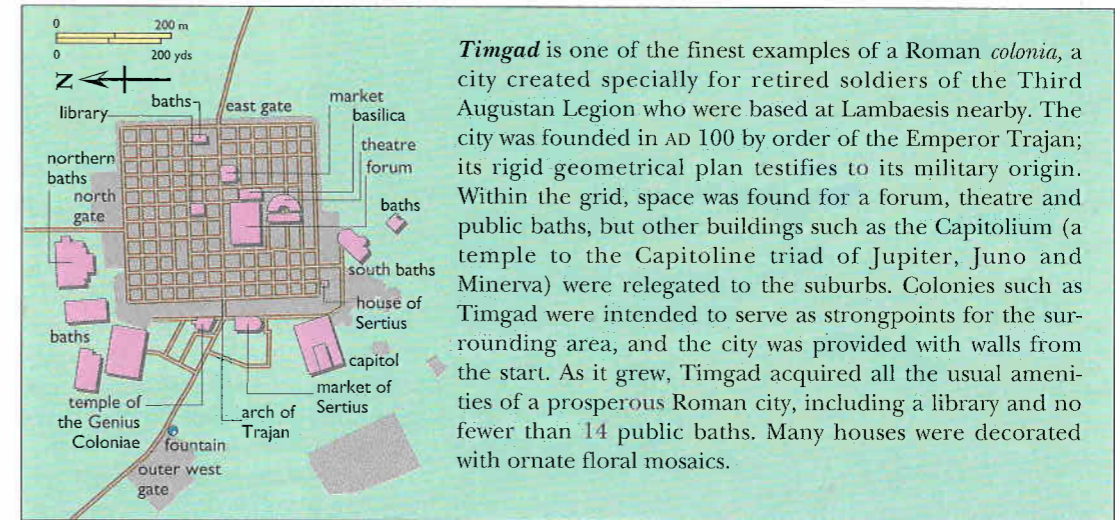 0 200 m
0 200 yds
N
library
baths
east gate
market
basilica
theatre
forum
northern
baths
north
gate
baths
south baths
house of
Sertius
baths
capitol
market of
Sertius
temple of
the Genius
Coloniae
arch of
Trajan
fountain
outer west
gate
Timgad is one of the finest examples of a Roman colonia, a
city created specially for retired soldiers of the Third
Augustan Legion who were based at Lambaesis nearby. The
city was founded in AD 100 by order of the Emperor Trajan;
its rigid geometrical plan testifies to its military origin.
Within the grid, space was found for a forum, theatre and
public baths, but other buildings such as the Capitolium (a
temple to the Capitoline triad of Jupiter, Juno and
Minerva) were relegated to the suburbs. Colonies such as
Timgad were intended to serve as strongpoints for the sur-
rounding area, and the city was provided with walls from
the start. As it grew, Timgad acquired all the usual ameni-
ties of a prosperous Roman city, including a library and no
fewer than 14 public baths. Many houses were decorated
with ornate floral mosaics.